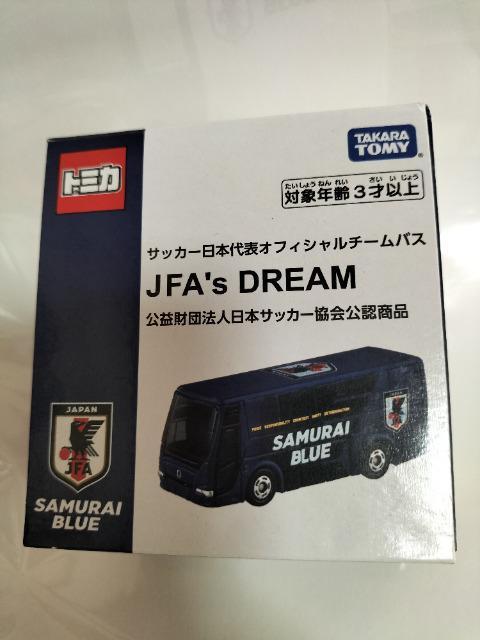 トミカ
TAKARA TOMY®
たいしょうねんれい さいいじょう
対象年齢3才以上
サッカー日本代表オフィシャルチームバス
JFA's DREAM
公益財団法人日本サッカー協会公認商品
JAPAN
JFA
SAMURAI
BLUE
SAMURAI
BLUE